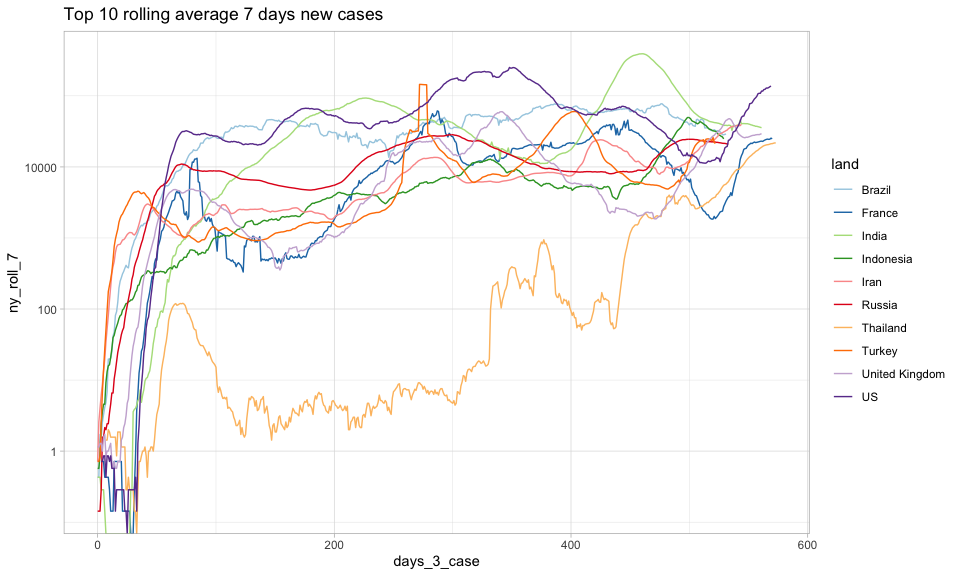 Top 10 rolling average 7 days new cases
ny_roll_7
10000
100
1
0
200
400
600
days_3_case
land
Brazil
France
India
Indonesia
Iran
Russia
Thailand
Turkey
United Kingdom
US